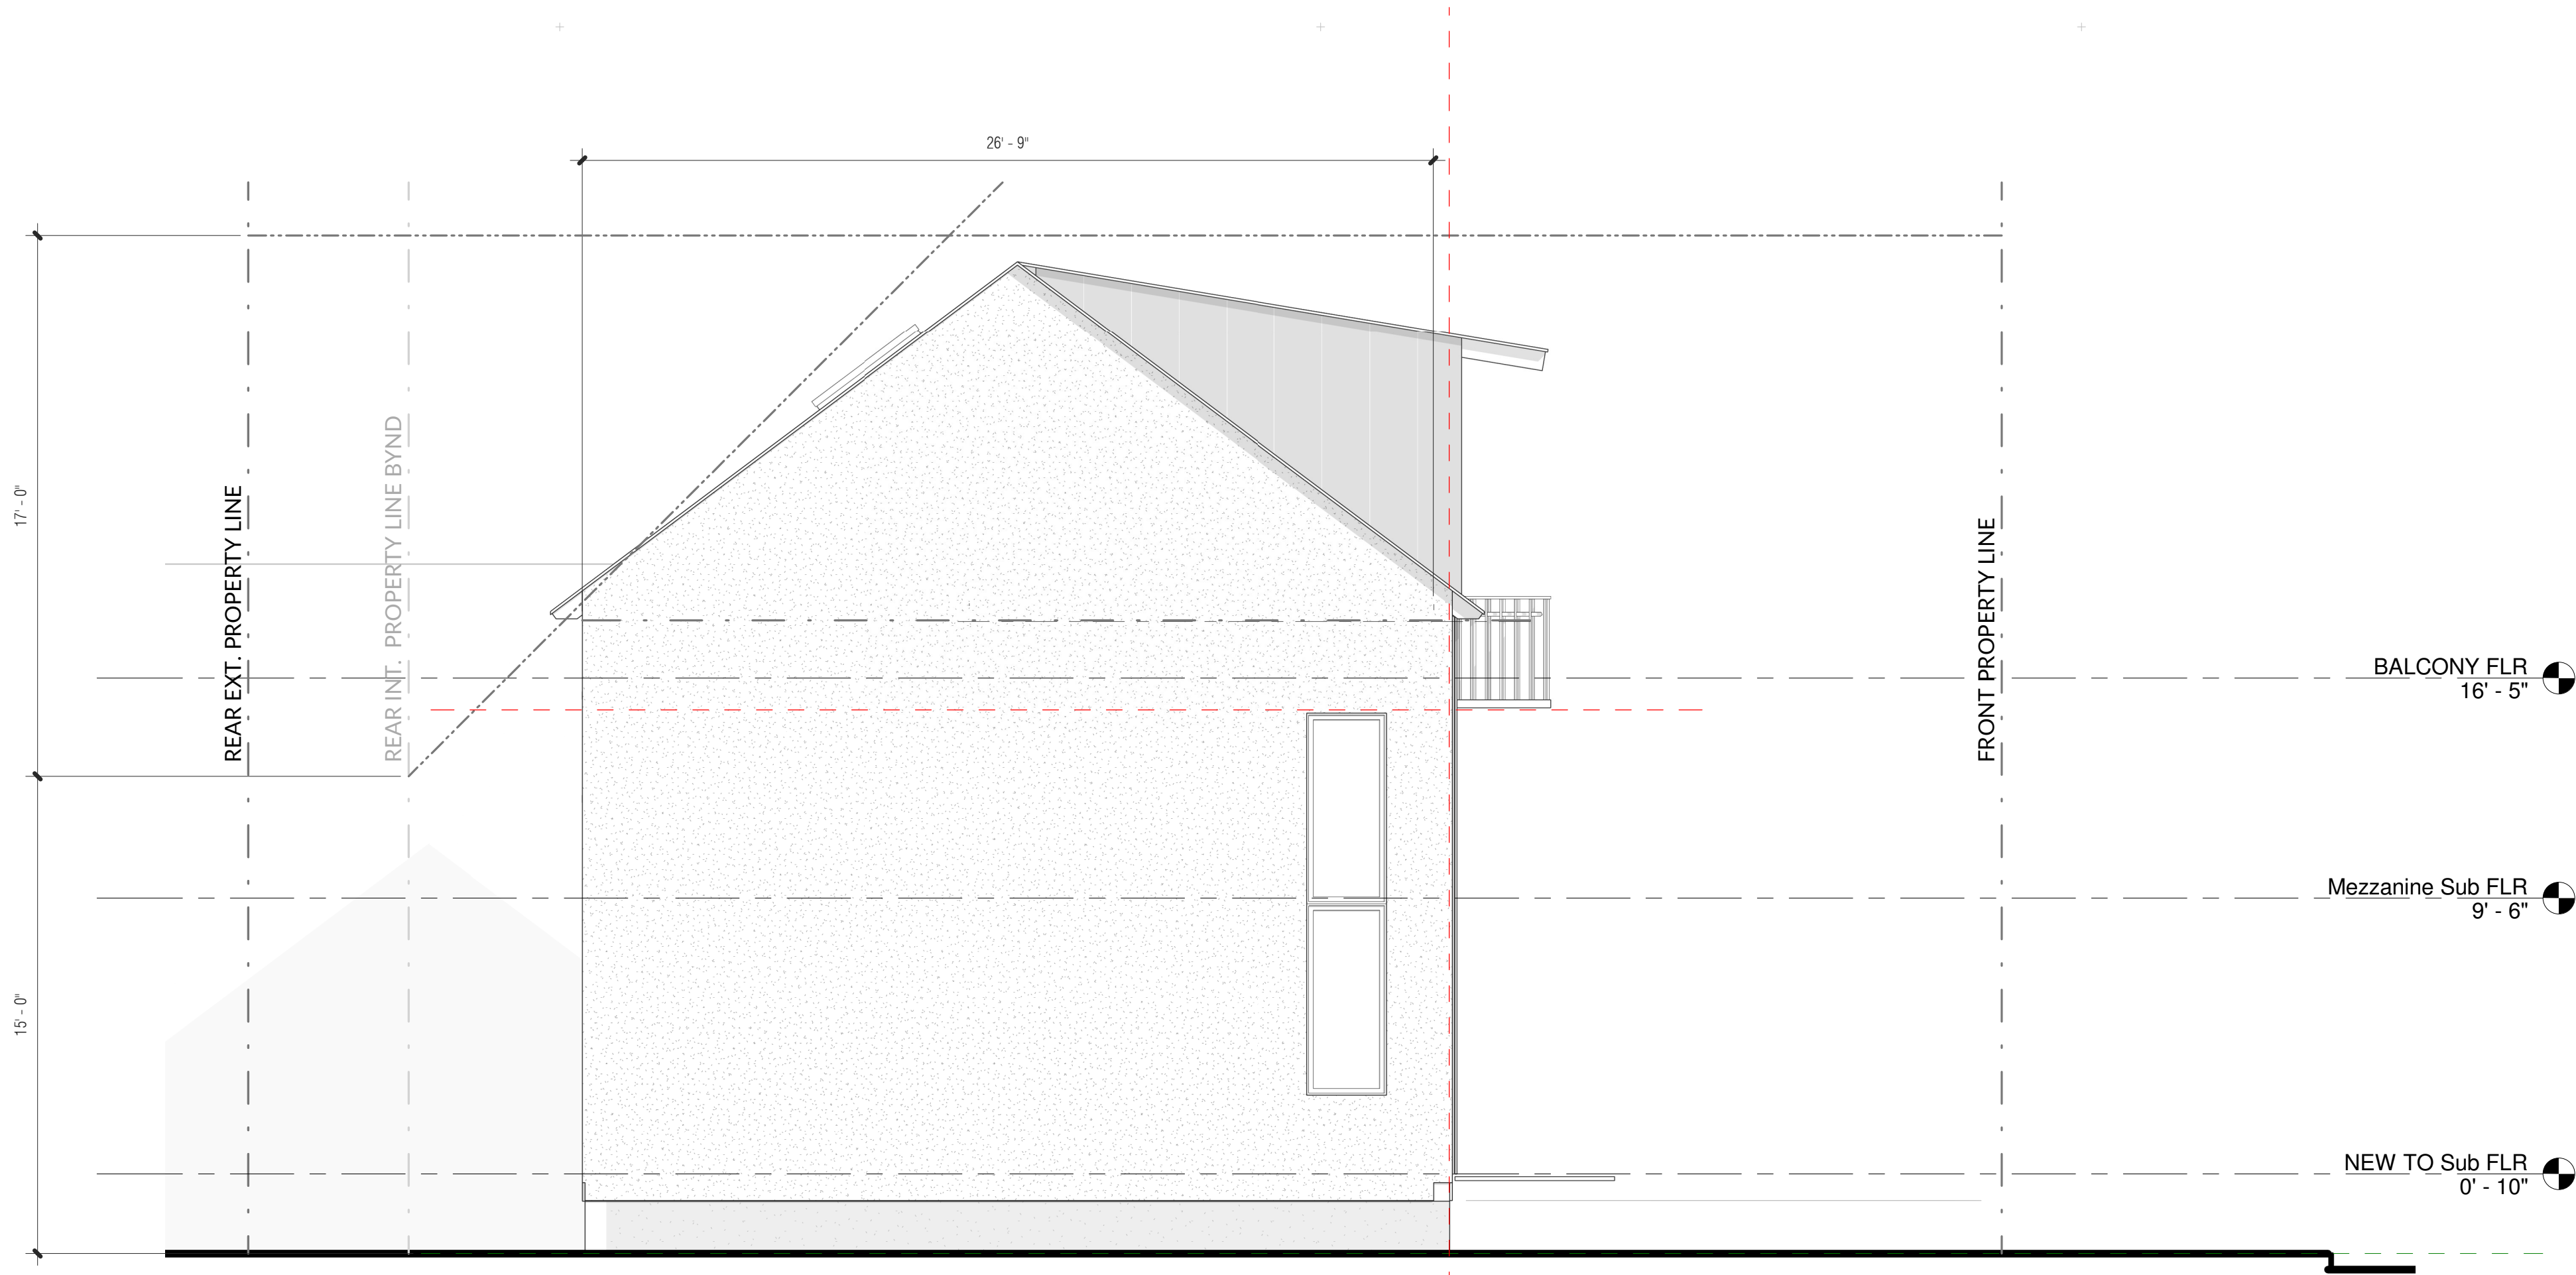 26' - 9"
17' - 0"
15' - 0"
REAR EXT. PROPERTY LINE
REAR INT. PROPERTY LINE BYND
FRONT PROPERTY LINE
BALCONY FLR
16' - 5"
Mezzanine Sub FLR
9' - 6"
NEW TO Sub FLR
0' - 10"